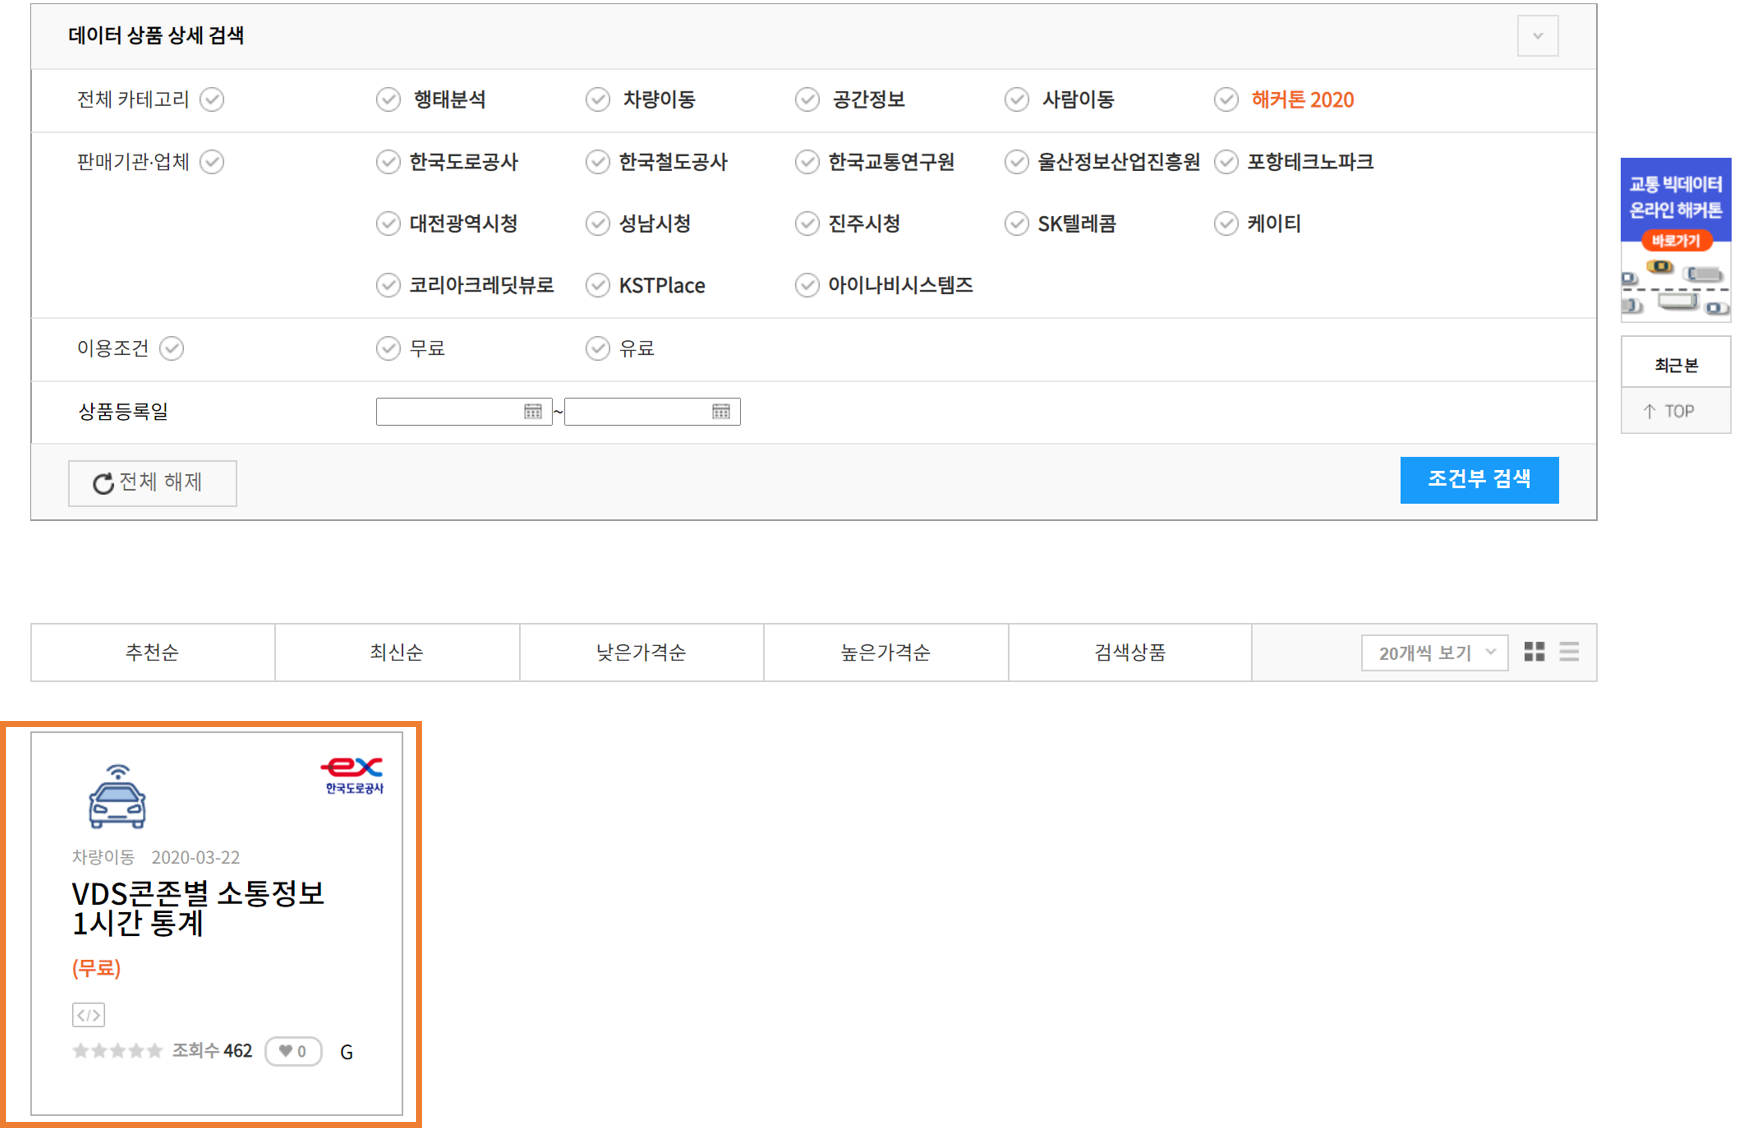 데이터 상품 상세 검색
전체 카테고리 행태분석 차량이동 공간정보 사람이동 해커톤 2020
판매기관·업체 한국도로공사 한국철도공사 한국교통연구원 울산정보산업진흥원 포항테크노파크
대전광역시청 성남시청 진주시청 SK텔레콤 케이티
코리아크레딧뷰로 KSTPlace 아이나비시스템즈
이용조건 무료 유료
상품등록일 ~
전체 해제 조건부 검색
교통 빅데이터
온라인 해커톤
바로가기
최근본
↑ TOP
추천순 최신순 낮은가격순 높은가격순 검색상품 20개씩 보기
ex
한국도로공사
차량이동 2020-03-22
VDS콘존별 소통정보
1시간 통계
(무료)
</>
조회수 462 ♥ 0 G